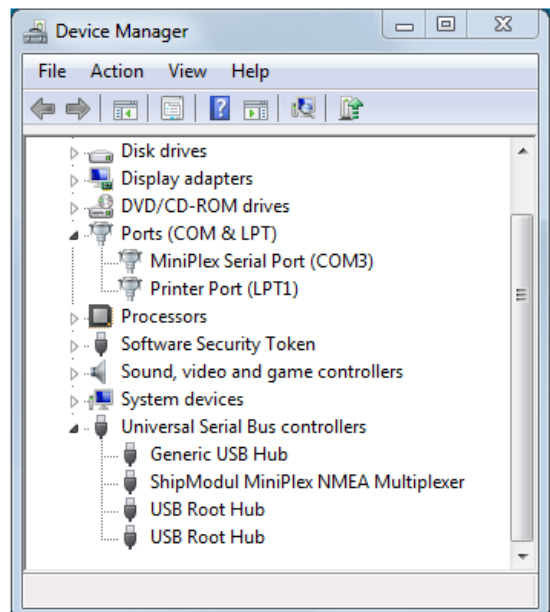 Device Manager
File Action View Help
Disk drives
Display adapters
DVD/CD-ROM drives
Ports (COM & LPT)
MiniPlex Serial Port (COM3)
Printer Port (LPT1)
Processors
Software Security Token
Sound, video and game controllers
System devices
Universal Serial Bus controllers
Generic USB Hub
ShipModul MiniPlex NMEA Multiplexer
USB Root Hub
USB Root Hub